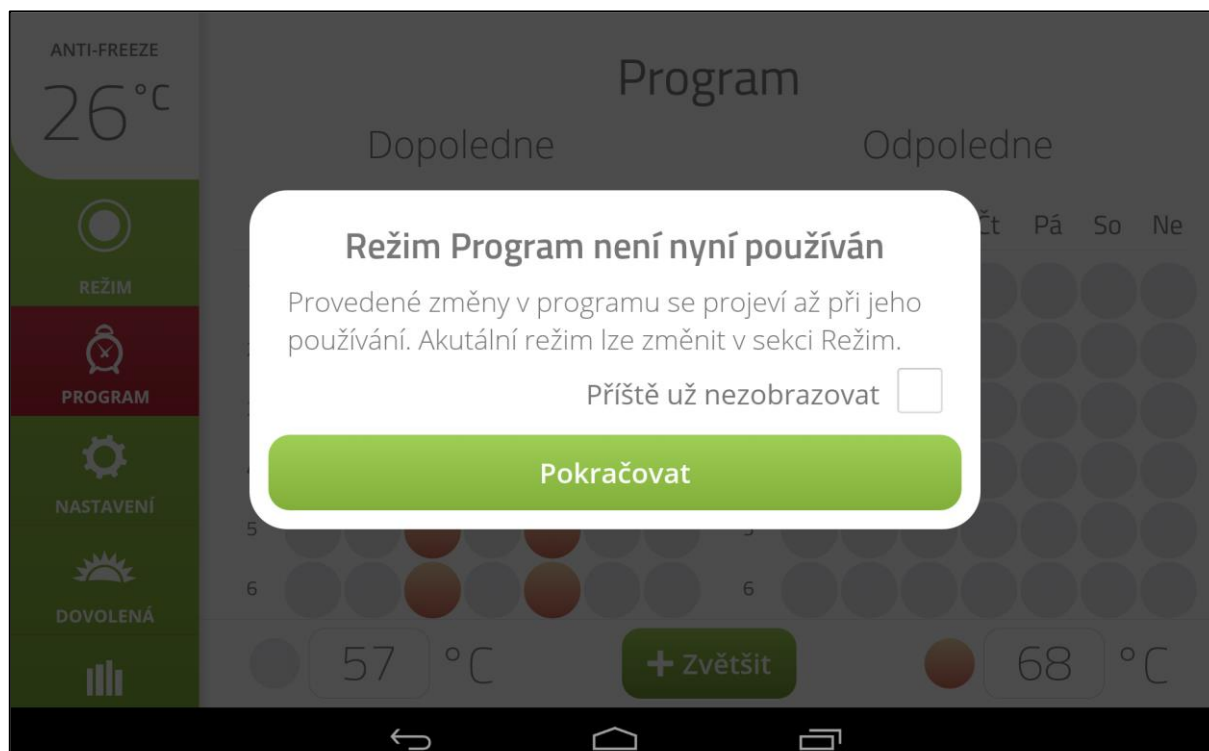 ANTI-FREEZE
26 °C
REŽIM
PROGRAM
NASTAVENÍ
DOVOLENÁ
Program
Dopoledne
Odpoledne
Čt Pá So Ne
Režim Program není nyní používán
Provedené změny v programu se projeví až při jeho
používání. Akutální režim lze změnit v sekci Režim.
Příště už nezobrazovat
Pokračovat
5
6 6
57 °C + Zvětšit 68 °C